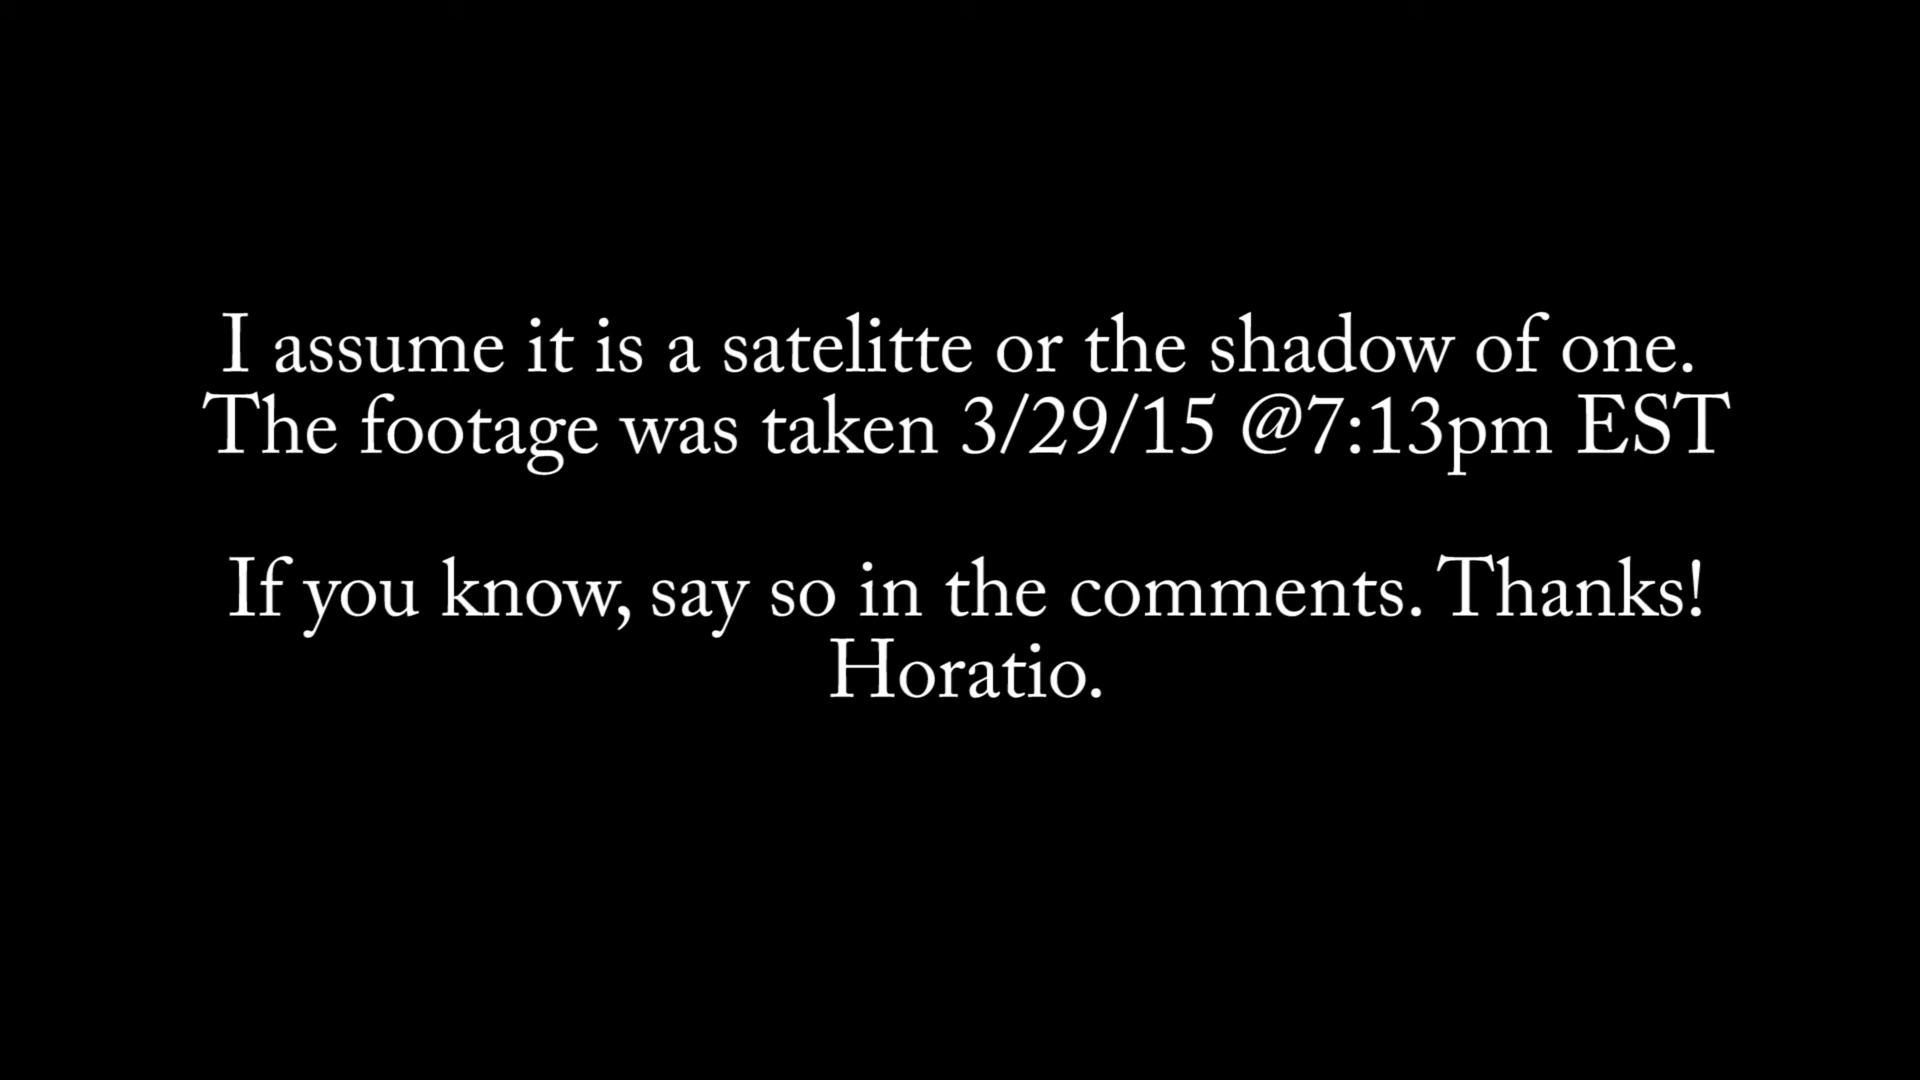 I assume it is a satelitte or the shadow of one.
The footage was taken 3/29/15 @7:13pm EST
If you know, say so in the comments. Thanks!
Horatio.